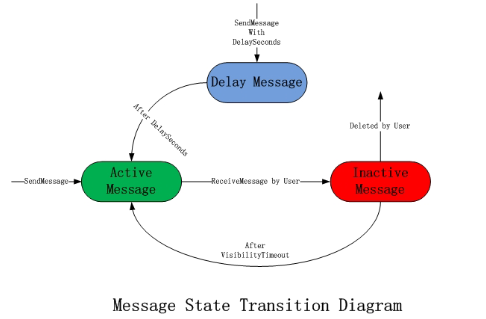 SendMessage
With
DelaySeconds
Delay Message
After DelaySeconds
Deleted by User
SendMessage
Active
Message
ReceiveMessage by User
Inactive
Message
After
VisibilityTimeout
Message State Transition Diagram